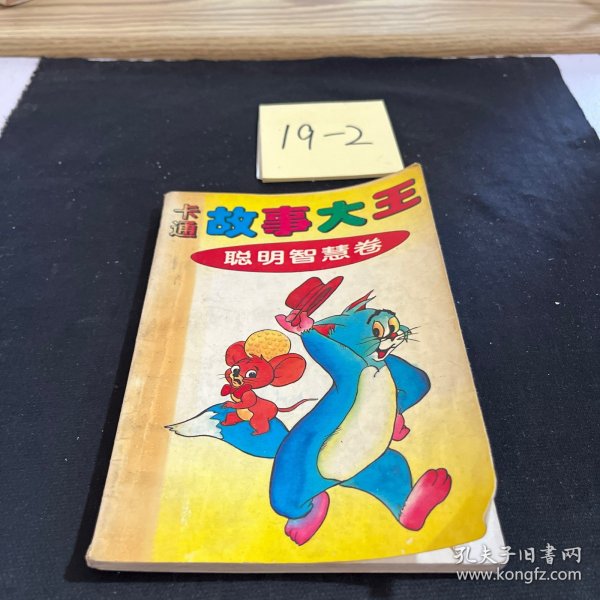 19-2
卡通
故事大王
聪明智慧卷
孔夫子旧书网
www.kongfz.com